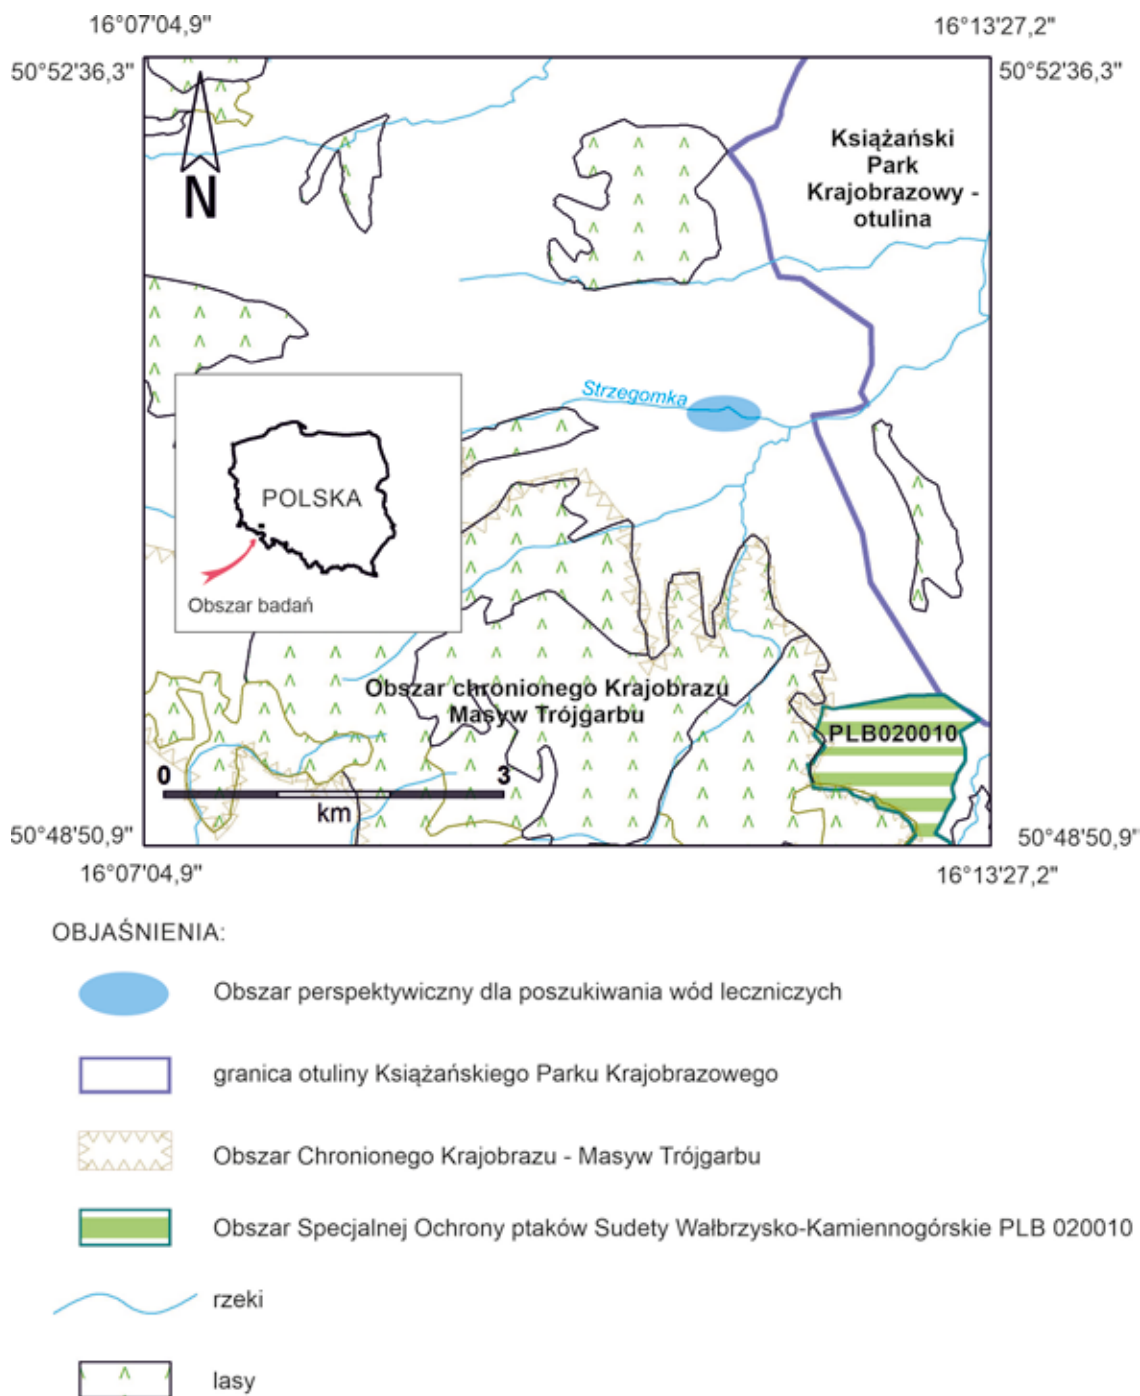 16°07'04,9"
16°13'27,2"
50°52'36,3"
50°52'36,3"
Książański
Park
Krajobrazowy -
otulina
N
Strzegomka
POLSKA
Obszar badań
Obszar chronionego Krajobrazu
Masyw Trójgarbu
PLB020010
0
3
km
50°48'50,9"
50°48'50,9"
16°07'04,9"
16°13'27,2"
OBJAŚNIENIA:
Obszar perspektywiczny dla poszukiwania wód leczniczych
granica otuliny Książańskiego Parku Krajobrazowego
Obszar Chronionego Krajobrazu - Masyw Trójgarbu
Obszar Specjalnej Ochrony ptaków Sudety Wałbrzysko-Kamiennogórskie PLB 020010
rzeki
lasy